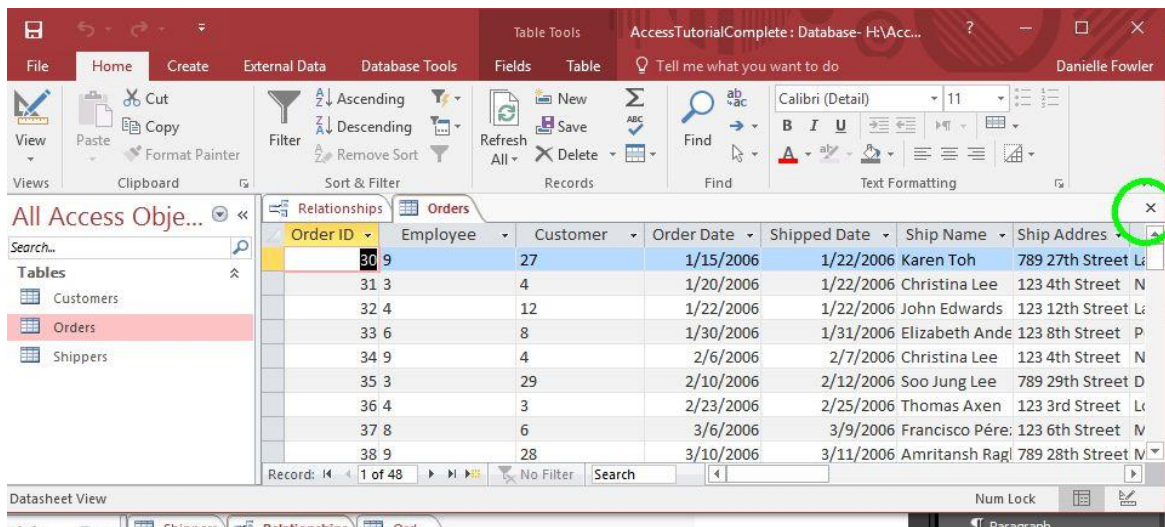 Table Tools AccessTutorialComplete : Database- H:\Acc... ?
File Home Create External Data Database Tools Fields Table Tell me what you want to do Danielle Fowler
View Paste Cut Copy Format Painter
Filter Ascending Descending Remove Sort
Refresh All New Save Delete
Find
Calibri (Detail) 11
B I U
Views Clipboard Sort & Filter Records Find Text Formatting
All Access Obje... «
Search...
Tables
Customers
Orders
Shippers
Relationships Orders
Order ID Employee Customer Order Date Shipped Date Ship Name Ship Addres
30 9 27 1/15/2006 1/22/2006 Karen Toh 789 27th Street La
31 3 4 1/20/2006 1/22/2006 Christina Lee 123 4th Street N
32 4 12 1/22/2006 1/22/2006 John Edwards 123 12th Street La
33 6 8 1/30/2006 1/31/2006 Elizabeth Ande 123 8th Street P
34 9 4 2/6/2006 2/7/2006 Christina Lee 123 4th Street N
35 3 29 2/10/2006 2/12/2006 Soo Jung Lee 789 29th Street D
36 4 3 2/23/2006 2/25/2006 Thomas Axen 123 3rd Street Lo
37 8 6 3/6/2006 3/9/2006 Francisco Pére: 123 6th Street M
38 9 28 3/10/2006 3/11/2006 Amritansh Ragl 789 28th Street M
Record: 1 of 48 No Filter Search
Datasheet View Num Lock
Shippers Relationships Ord
Paragraph